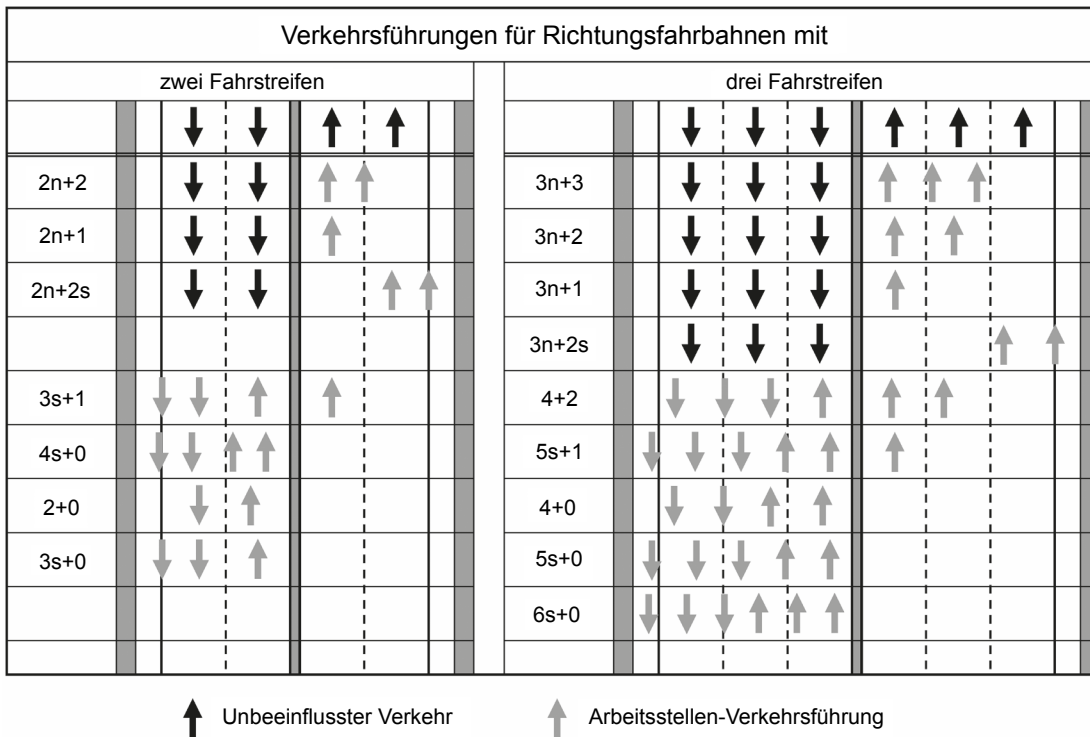 Verkehrsführungen für Richtungsfahrbahnen mit
zwei Fahrstreifen
drei Fahrstreifen
2n+2
3n+3
2n+1
3n+2
2n+2s
3n+1
3n+2s
3s+1
4+2
4s+0
5s+1
2+0
4+0
3s+0
5s+0
6s+0
Unbeeinflusster Verkehr
Arbeitsstellen-Verkehrsführung